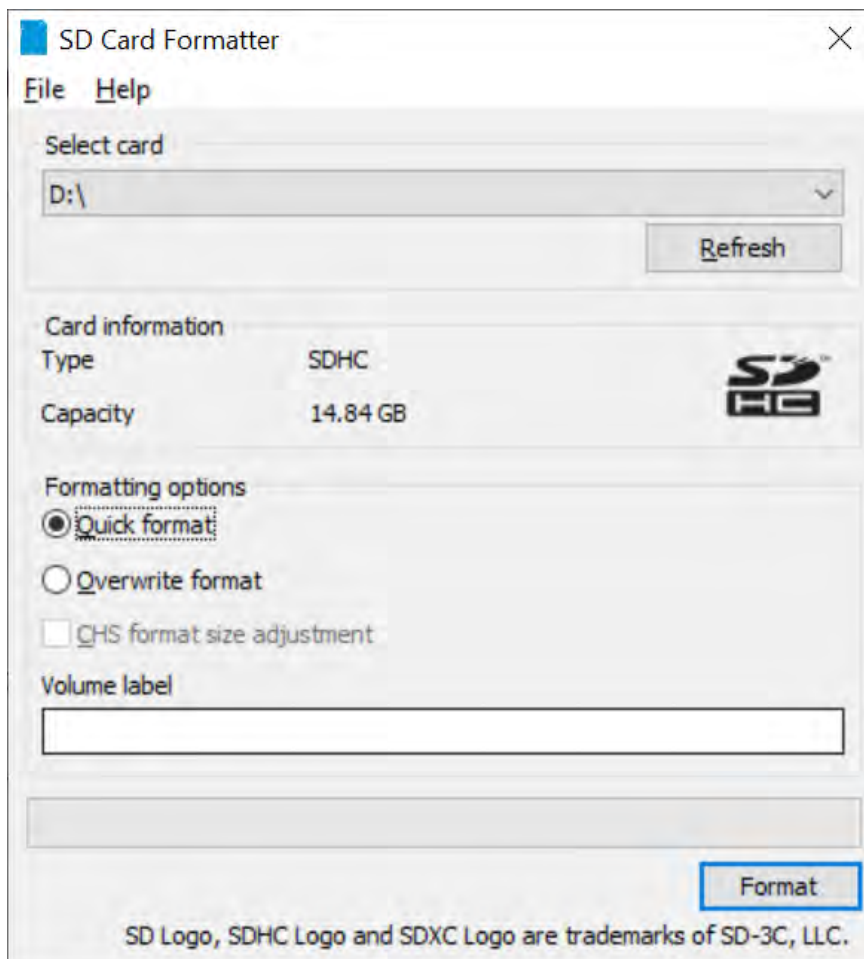 SD Card Formatter
File Help
Select card
D:\
Refresh
Card information
Type SDHC
Capacity 14.84 GB
SD™
HC
Formatting options
Quick format
Overwrite format
CHS format size adjustment
Volume label
Format
SD Logo, SDHC Logo and SDXC Logo are trademarks of SD-3C, LLC.